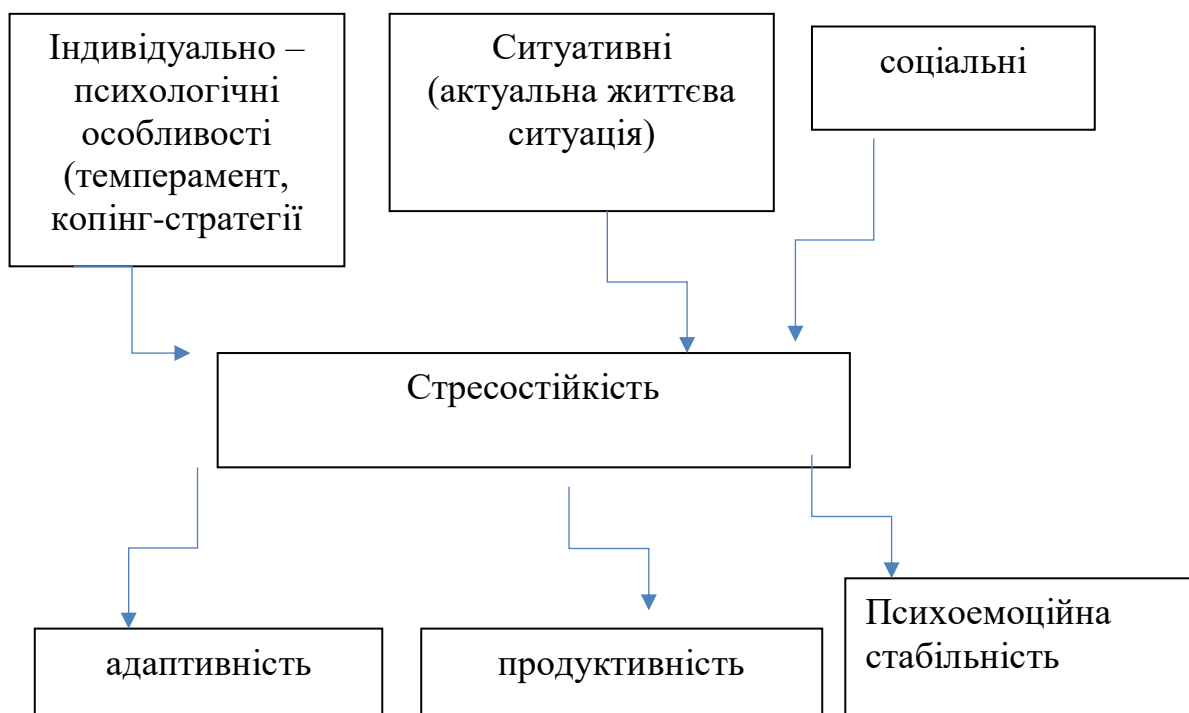 Індивідуально –
психологічні
особливості
(темперамент,
копінг-стратегії
Ситуативні
(актуальна життєва
ситуація)
соціальні
Стресостійкість
адаптивність
продуктивність
Психоемоційна
стабільність